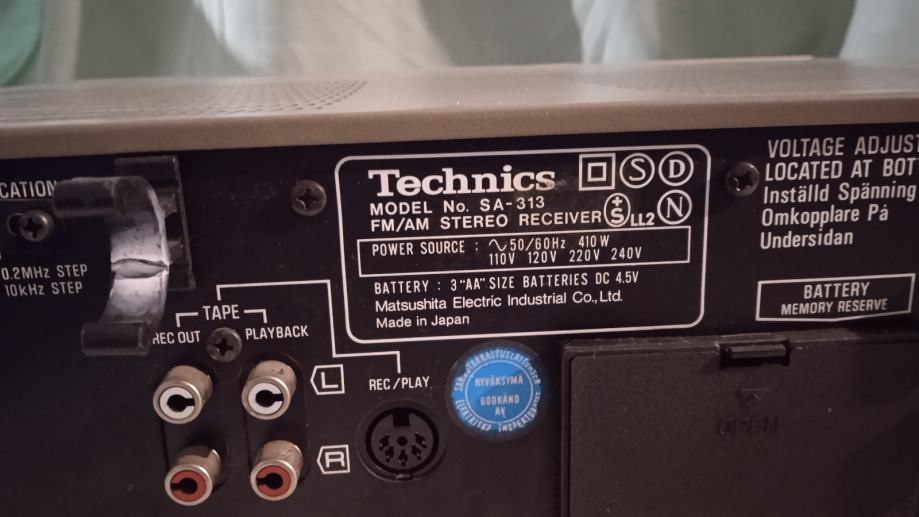 CATION
0.2MHz STEP
10kHz STEP
TAPE
REC OUT
PLAYBACK
L
R
REC/PLAY
Technics
S D
MODEL No. SA-313
FM/AM STEREO RECEIVER
±S LL2 N
POWER SOURCE : ∿50/60Hz 410W
110V 120V 220V 240V
BATTERY : 3“AA”SIZE BATTERIES DC 4.5V
Matsushita Electric Industrial Co., Ltd.
Made in Japan
HYVÄKSYMÄ
GODKÄND
AV
VOLTAGE ADJUST
LOCATED AT BOT
Inställd Spänning
Omkopplare På
Undersidan
BATTERY
MEMORY RESERVE
OPEN